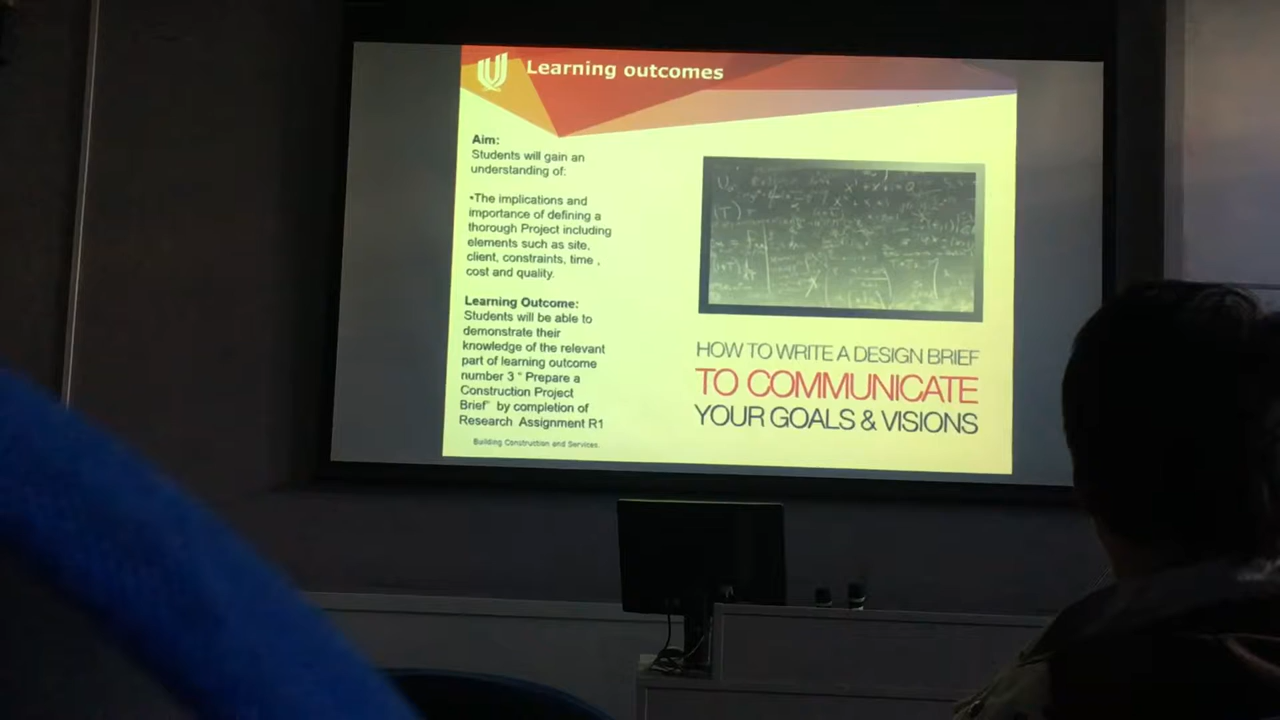 Learning outcomes
Aim:
Students will gain an
understanding of:
•The implications and
importance of defining a
thorough Project including
elements such as site,
client, constraints, time ,
cost and quality.
Learning Outcome:
Students will be able to
demonstrate their
knowledge of the relevant
part of learning outcome
number 3 " Prepare a
Construction Project
Brief" by completion of
Research Assignment R1
Building Construction and Services.
HOW TO WRITE A DESIGN BRIEF
TO COMMUNICATE
YOUR GOALS & VISIONS